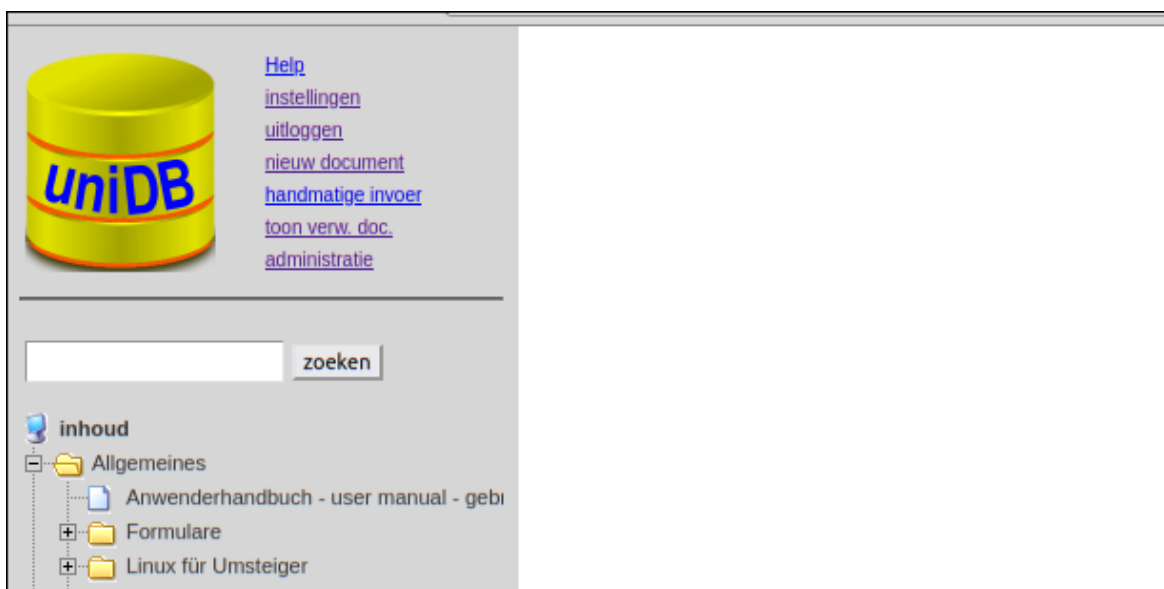 uniDB
Help
instellingen
uitloggen
nieuw document
handmatige invoer
toon verw. doc.
administratie
zoeken
inhoud
Allgemeines
Anwenderhandbuch - user manual -
Formulare
Linux für Umsteiger